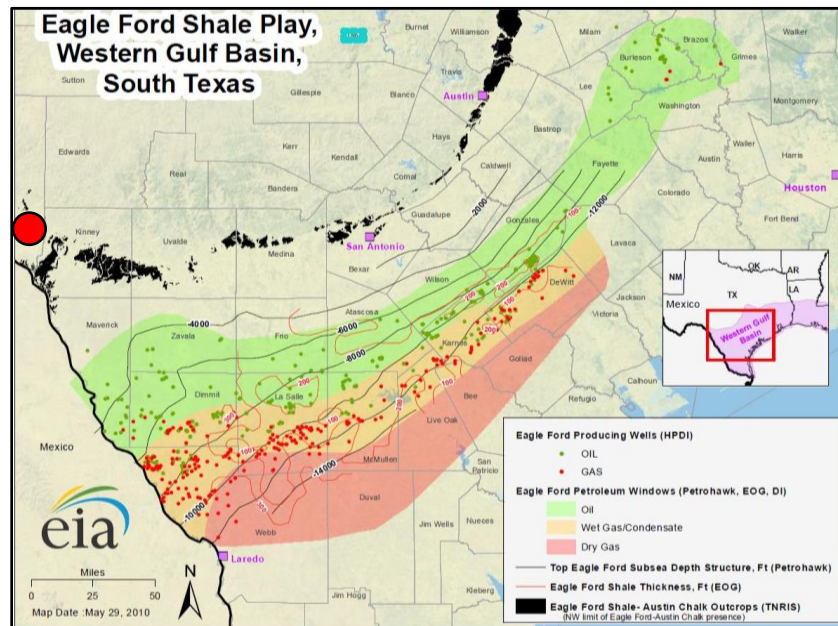 Eagle Ford Shale Play,
Western Gulf Basin,
South Texas
Burnet
Williamson
Milam
Brazos
Walker
Sutton
Burleson
Grimes
Travis
Gillespie
Blanco
Lee
Austin
Washington
Montgomery
Edwards
Hays
Bastrop
Kerr
Kendall
Waller
Harris
Real
Comal
Caldwell
Fayette
Austin
Bandera
Houston
Colorado
-2000
Guadalupe
Gonzales
100
-12000
Fort Bend
Kinney
Uvalde
Medina
San Antonio
Bexar
Lavaca
Wilson
200
DeWitt
Jackson
Victoria
Atascosa
Maverick
Zavala
Frio
-4000
-6000
-8000
Karnes
Goliad
Calhoun
Dimmit
La Salle
200
300
100
Bee
Refugio
Live Oak
Mexico
McMullen
-14000
San
Patricio
-10000
Duval
Webb
Jim Wells
Nueces
Laredo
Jim Hogg
Kleberg
NM
OK
AR
TX
LA
Mexico
Western Gulf
Basin
eia
Miles
0 25 50
N
Map Date :May 29, 2010
Eagle Ford Producing Wells (HPDI)
OIL
GAS
Eagle Ford Petroleum Windows (Petrohawk, EOG, DI)
Oil
Wet Gas/Condensate
Dry Gas
Top Eagle Ford Subsea Depth Structure, Ft (Petrohawk)
Eagle Ford Shale Thickness, Ft (EOG)
Eagle Ford Shale- Austin Chalk Outcrops (TNRIS)
(NW limit of Eagle Ford-Austin Chalk presence)